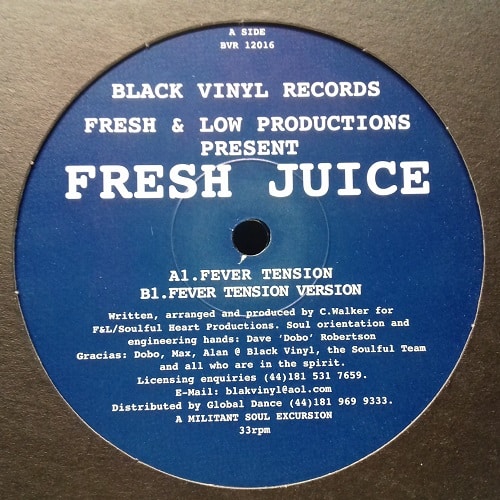 A SIDE
BVR 12016
BLACK VINYL RECORDS
FRESH & LOW PRODUCTIONS
PRESENT
FRESH JUICE
A1.FEVER TENSION
B1.FEVER TENSION VERSION
Written, arranged and produced by C.Walker for
F&L/Soulful Heart Productions. Soul orientation and
engineering hands: Dave 'Dobo' Robertson
Gracias: Dobo, Max, Alan @ Black Vinyl, the Soulful Team
and all who are in the spirit.
Licensing enquiries (44)181 531 7659.
E-Mail: blakvinyl@aol.com
Distributed by Global Dance (44)181 969 9333.
A MILITANT SOUL EXCURSION
33rpm